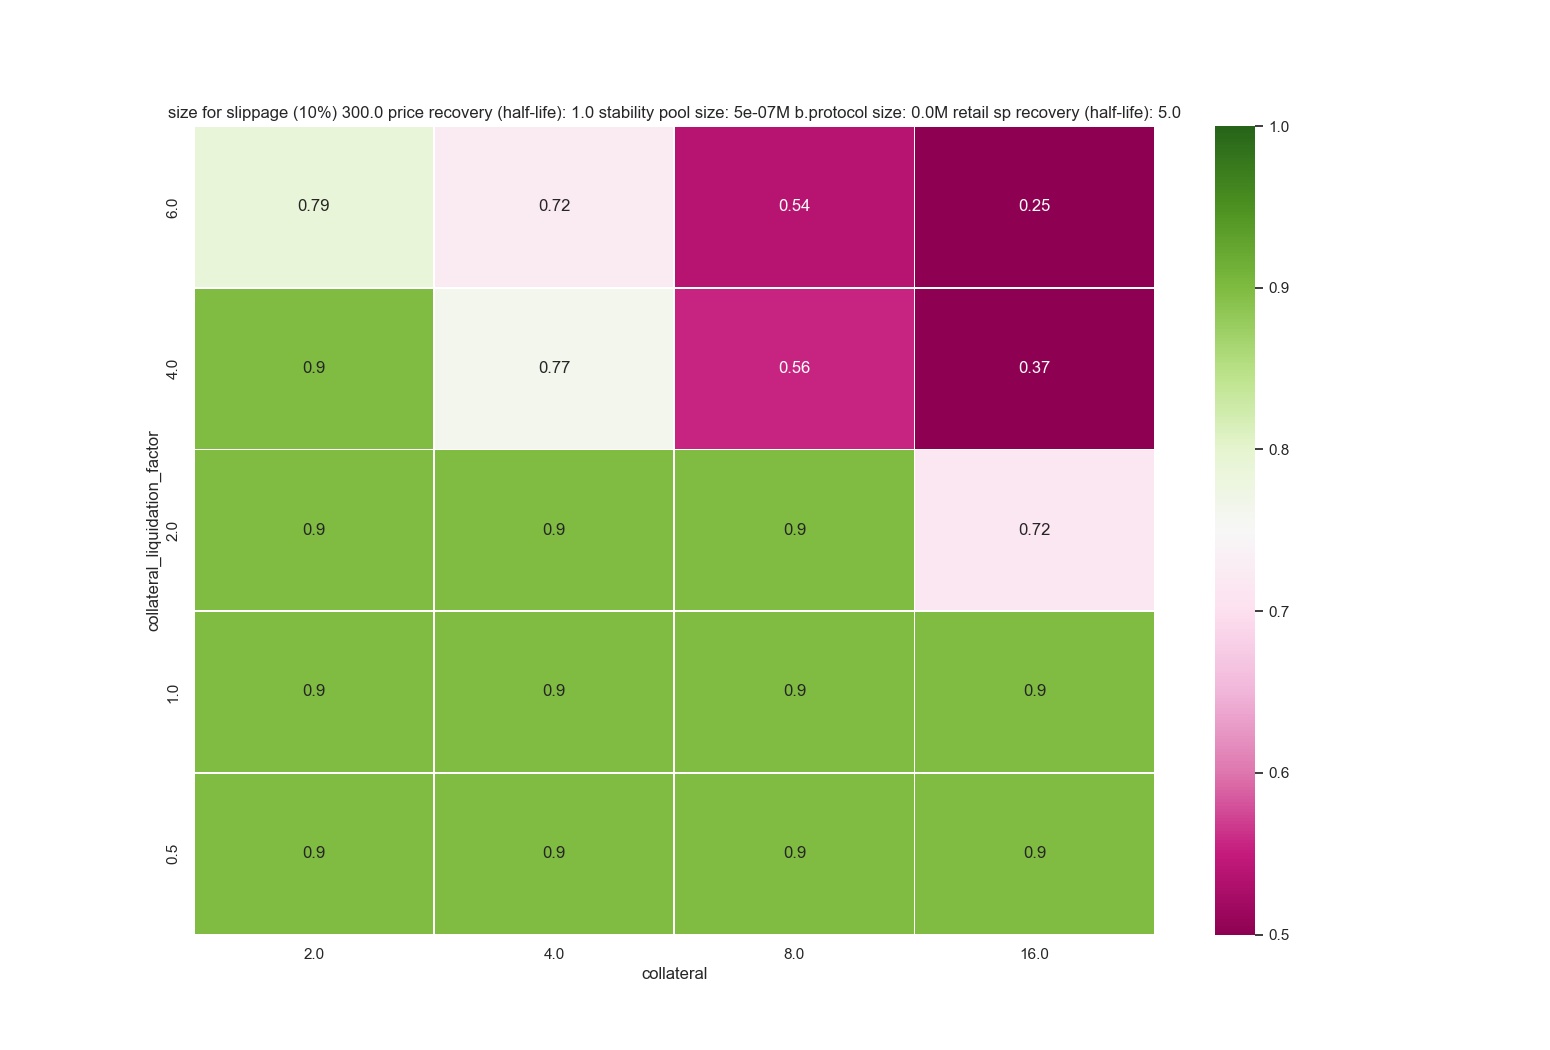 size for slippage (10%) 300.0 price recovery (half-life): 1.0 stability pool size: 5e-07M b.protocol size: 0.0M retail sp recovery (half-life): 5.0
collateral_liquidation_factor
6.0 0.79 0.72 0.54 0.25
4.0 0.9 0.77 0.56 0.37
2.0 0.9 0.9 0.9 0.72
1.0 0.9 0.9 0.9 0.9
0.5 0.9 0.9 0.9 0.9
2.0 4.0 8.0 16.0
collateral
1.0
0.9
0.8
0.7
0.6
0.5